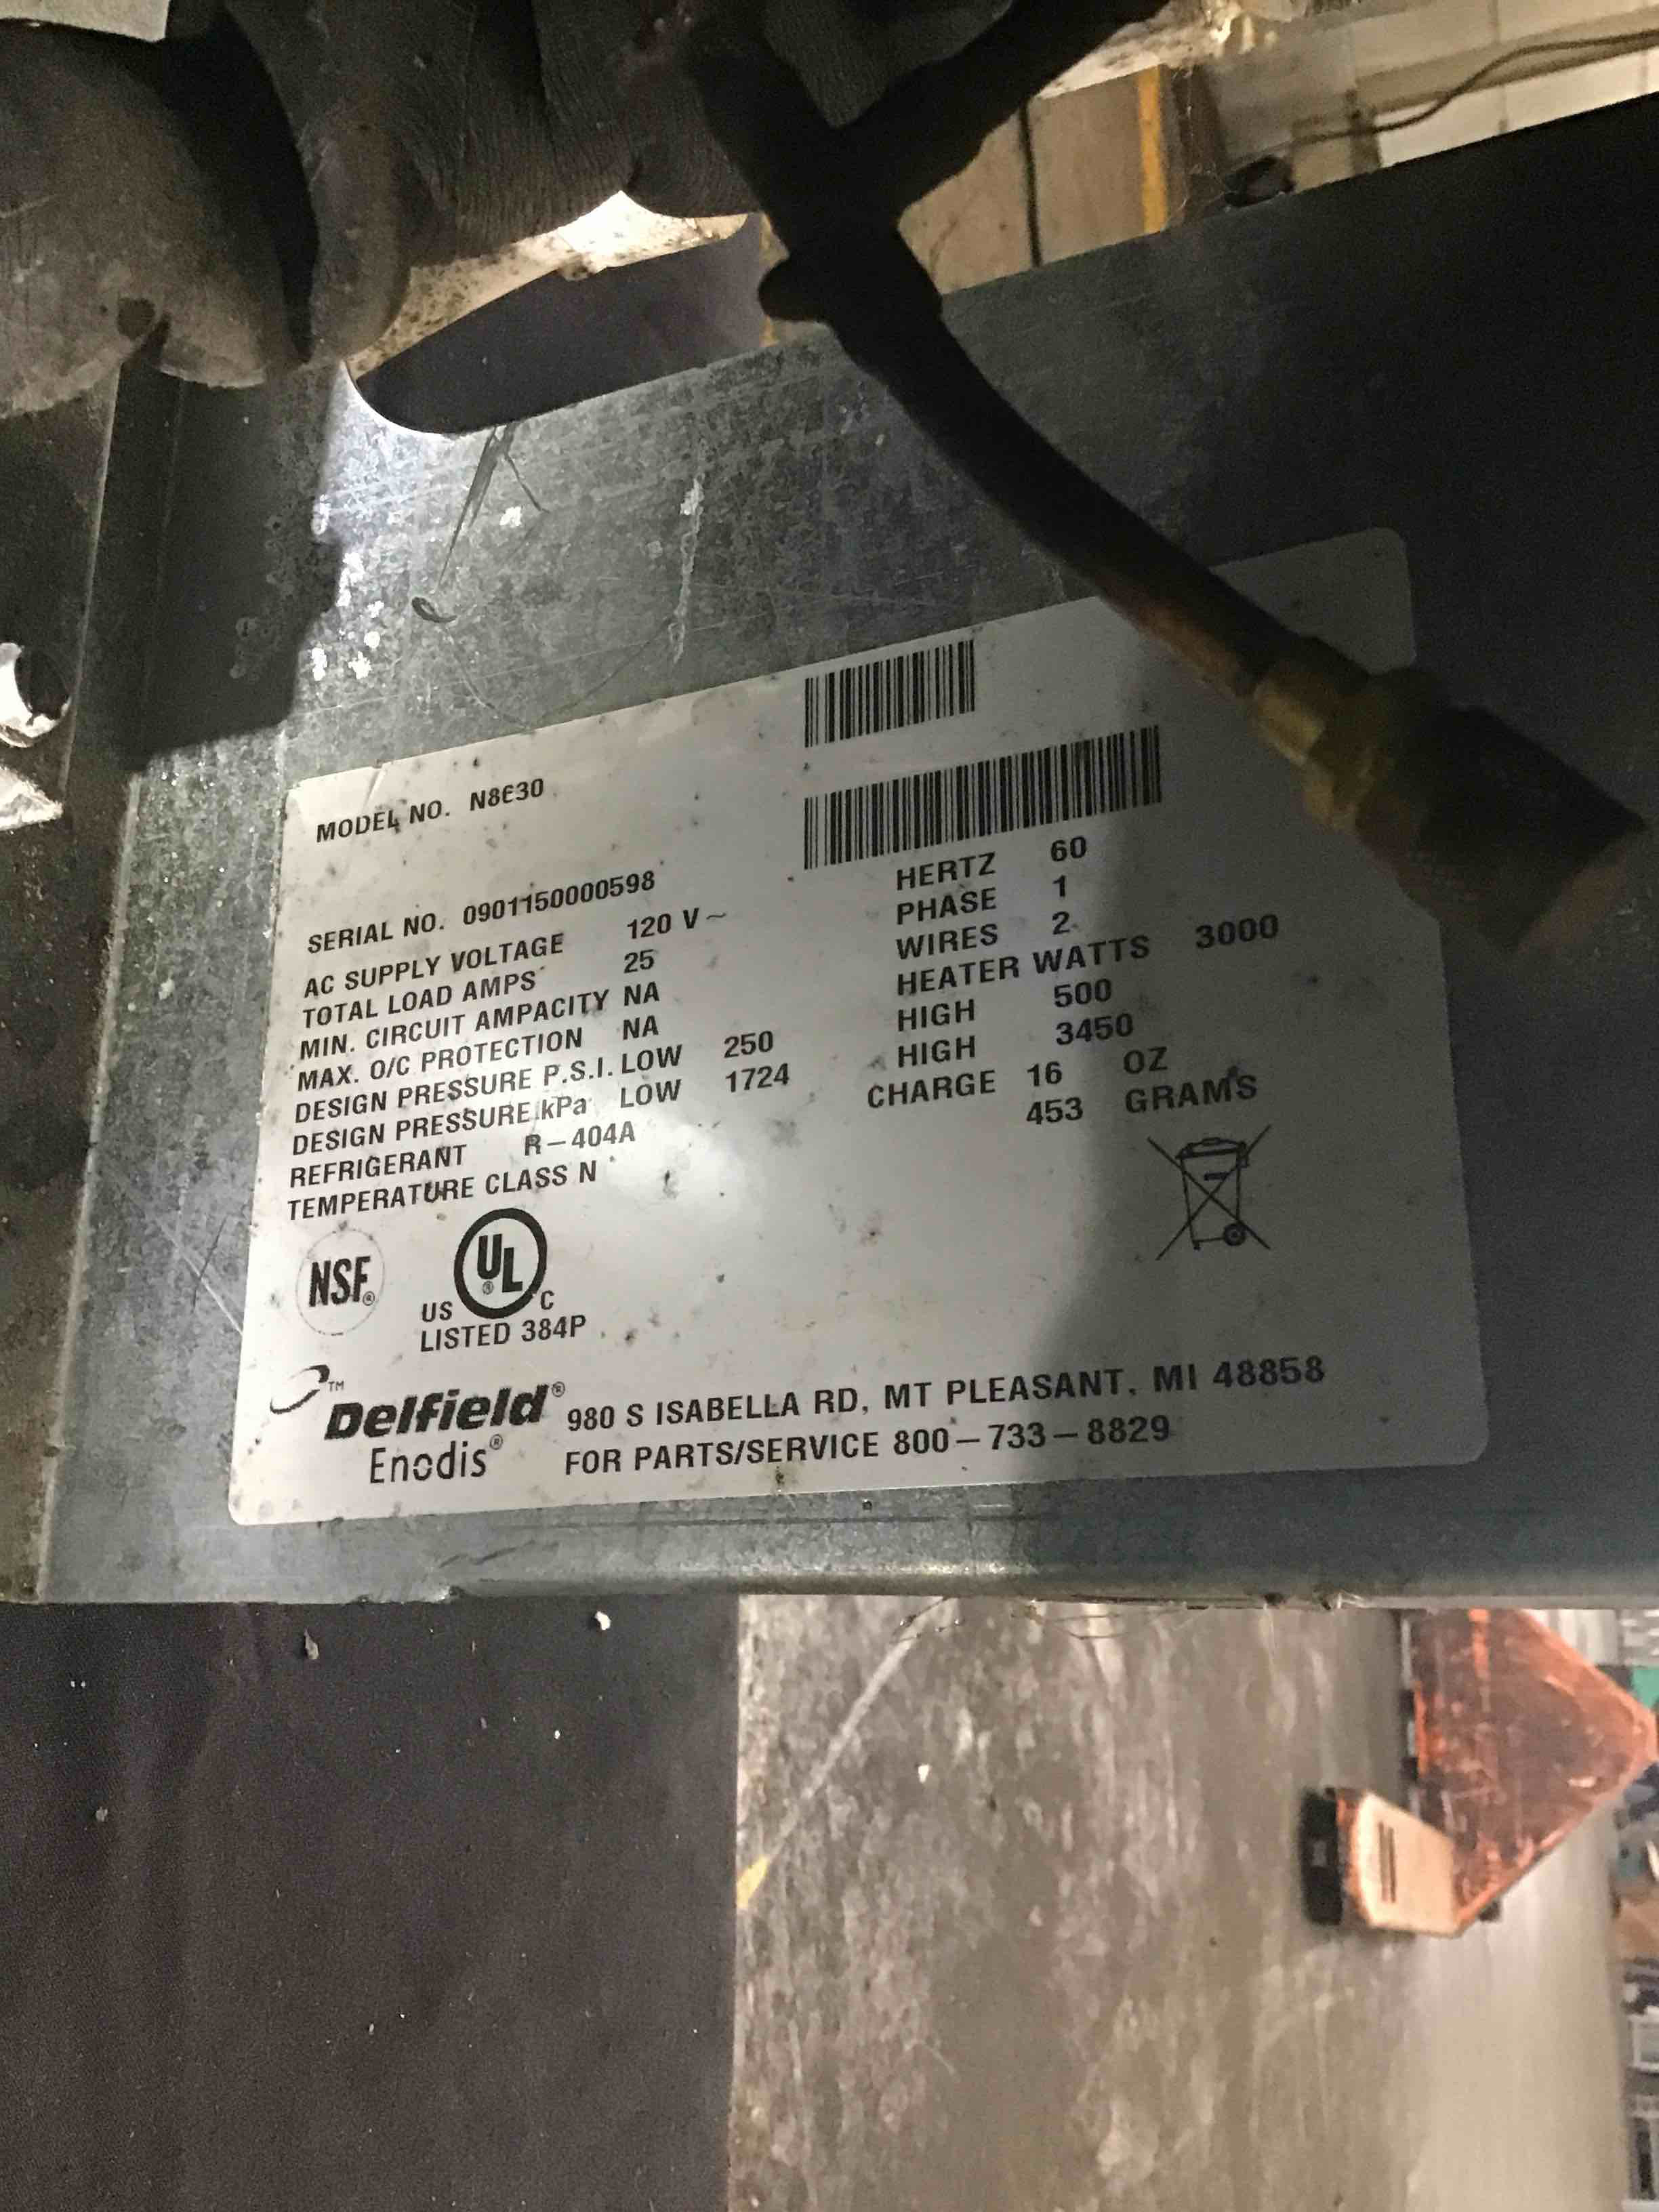 MODEL NO. N8630
SERIAL NO. 0901150000598
AC SUPPLY VOLTAGE 120 V~ HERTZ 60
TOTAL LOAD AMPS 25 PHASE 1
MIN. CIRCUIT AMPACITY NA WIRES 2
MAX. O/C PROTECTION NA HEATER WATTS 3000
DESIGN PRESSURE P.S.I. LOW 250 HIGH 500
DESIGN PRESSURE kPa LOW 1724 HIGH 3450
REFRIGERANT R-404A CHARGE 16 OZ
TEMPERATURE CLASS N 453 GRAMS
NSF®
UL®
US C
LISTED 384P
™ Delfield® 980 S ISABELLA RD, MT PLEASANT, MI 48858
Enodis® FOR PARTS/SERVICE 800-733-8829